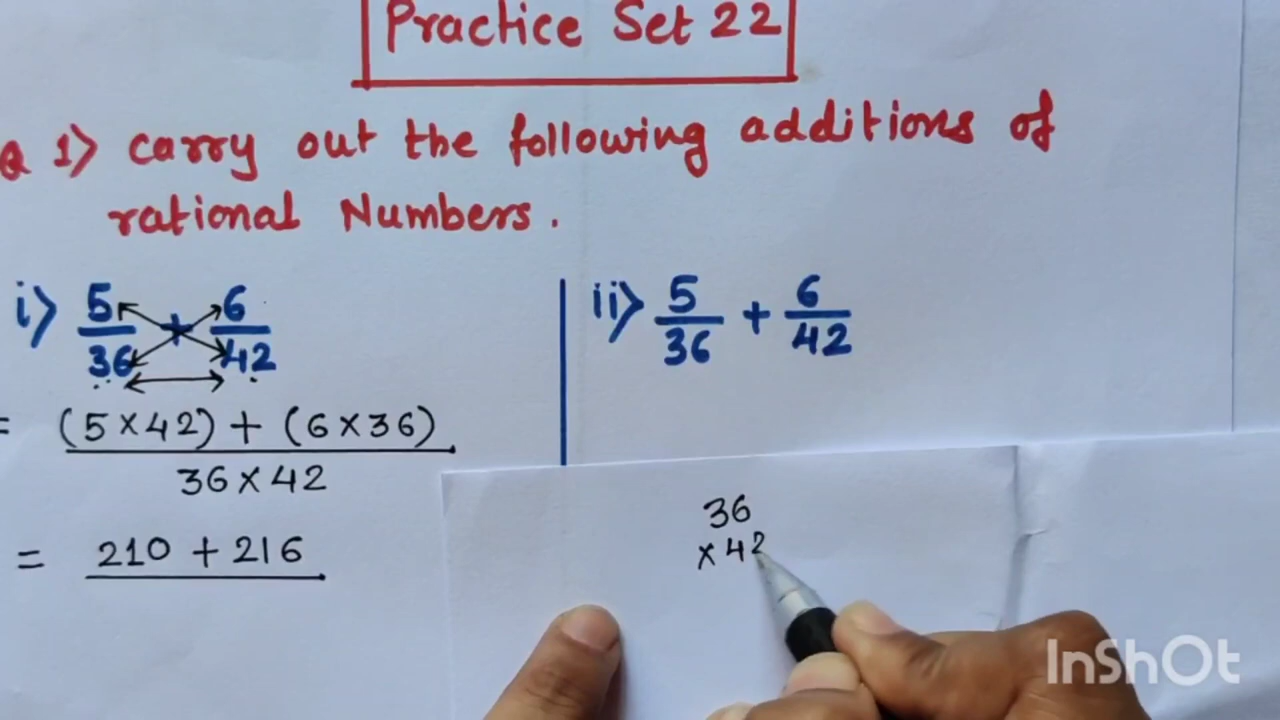 Practice Set 22
Q 1) carry out the following additions of
rational Numbers.
i) 5/36 + 6/42
= (5×42) + (6×36) / 36×42
= 210 + 216
ii) 5/36 + 6/42
36
×42
InShOt